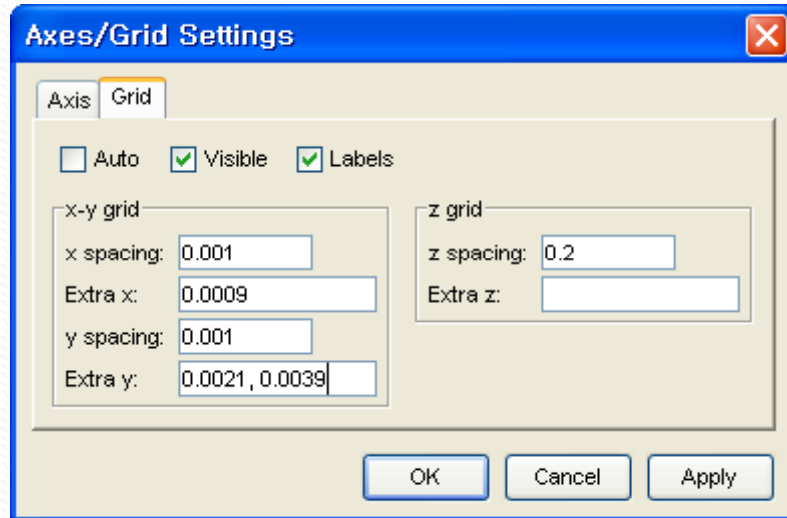 Axes/Grid Settings
Axis Grid
Auto Visible Labels
x-y grid
x spacing: 0.001
Extra x: 0.0009
y spacing: 0.001
Extra y: 0.0021, 0.0039
z grid
z spacing: 0.2
Extra z:
OK Cancel Apply